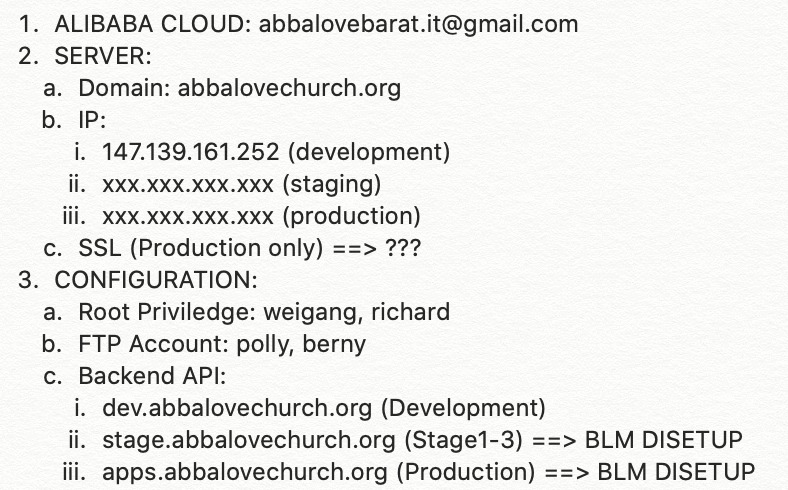 1. ALIBABA CLOUD: abbalovebarat.it@gmail.com
2. SERVER:
a. Domain: abbalovechurch.org
b. IP:
i. 147.139.161.252 (development)
ii. xxx.xxx.xxx.xxx (staging)
iii. xxx.xxx.xxx.xxx (production)
c. SSL (Production only) ==> ???
3. CONFIGURATION:
a. Root Priviledge: weigang, richard
b. FTP Account: polly, berny
c. Backend API:
i. dev.abbalovechurch.org (Development)
ii. stage.abbalovechurch.org (Stage1-3) ==> BLM DISETUP
iii. apps.abbalovechurch.org (Production) ==> BLM DISETUP